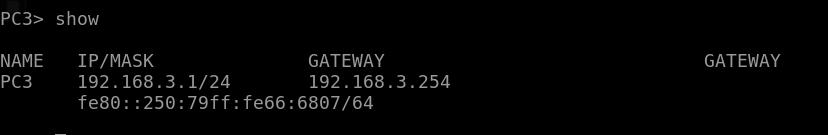 PC3> show
NAME   IP/MASK              GATEWAY                             GATEWAY
PC3    192.168.3.1/24       192.168.3.254
       fe80::250:79ff:fe66:6807/64